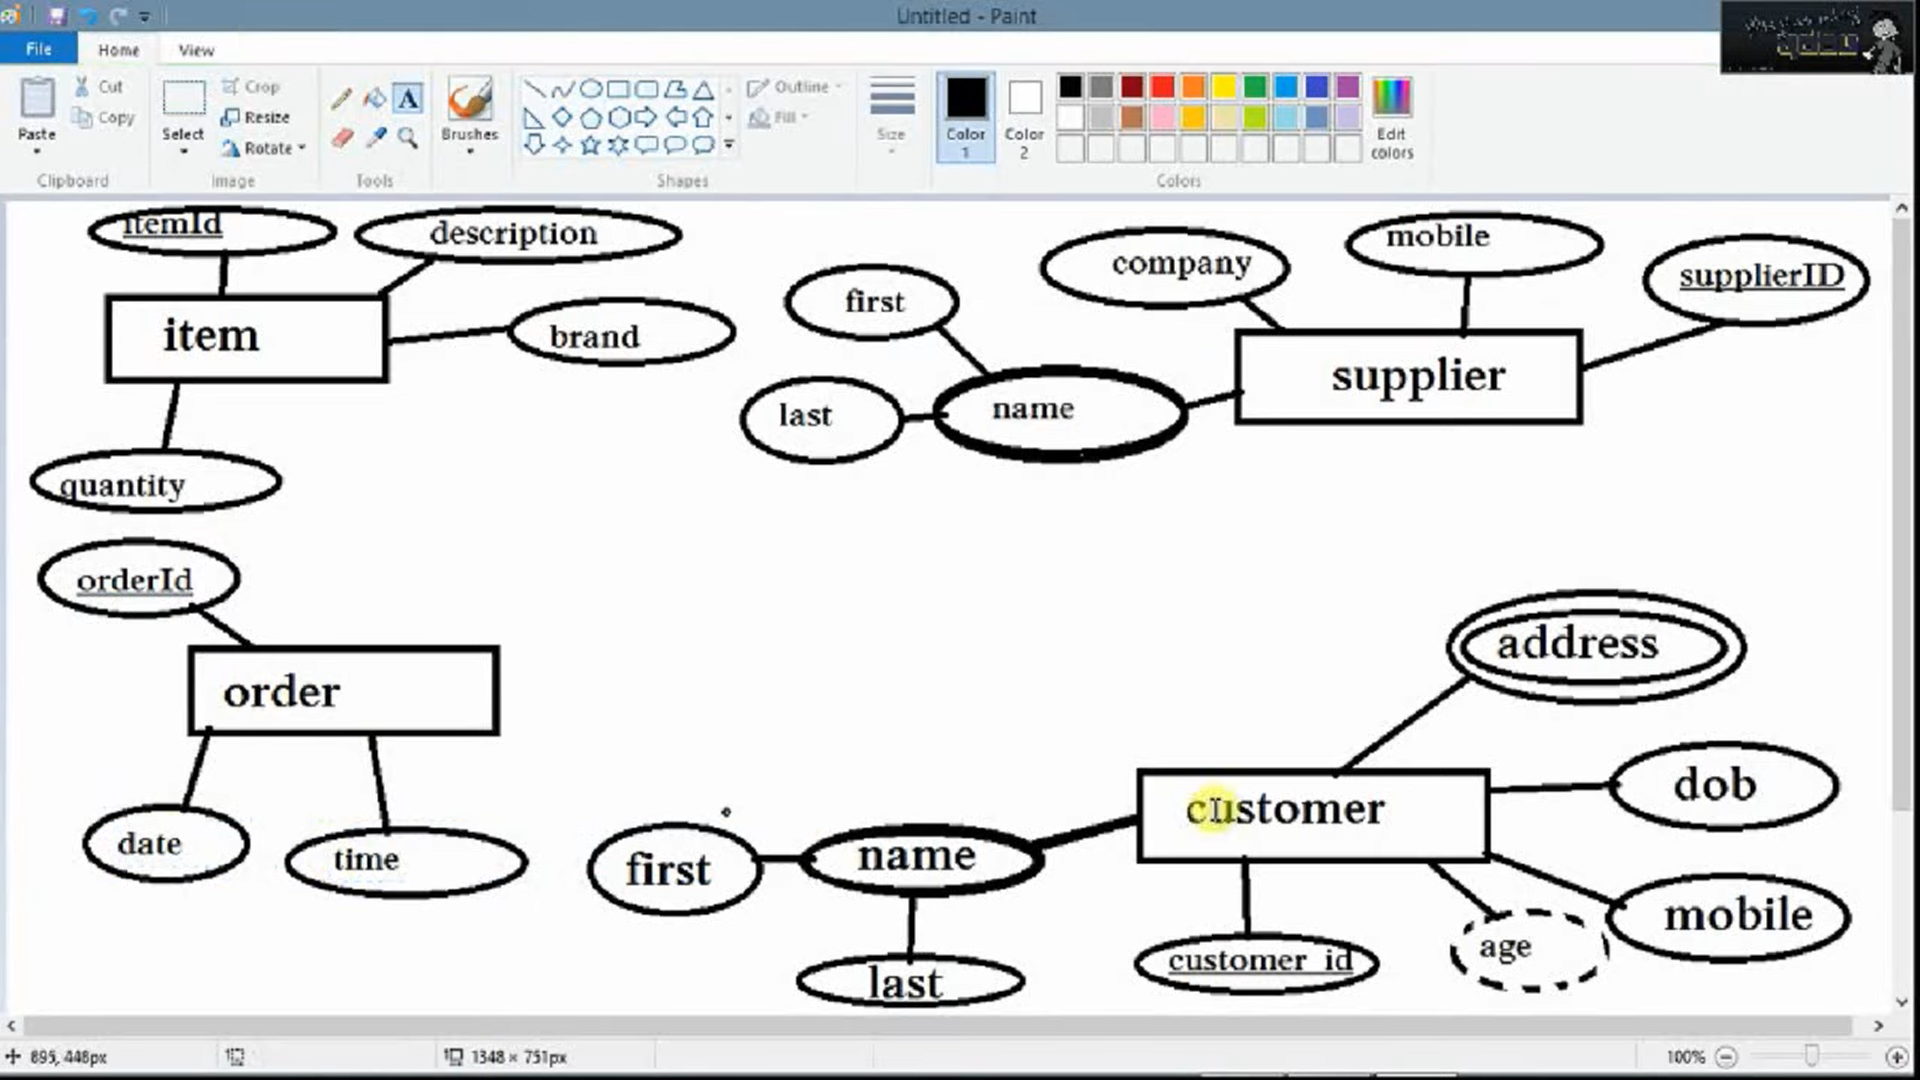 Untitled - Paint
File
Home
View
Paste
Cut
Copy
Clipboard
Select
Crop
Resize
Rotate
Image
A
Tools
Brushes
Outline
Fill
Shapes
Size
Color
1
Color
2
Edit
colors
Colors
itemId
description
item
brand
quantity
first
company
mobile
supplierID
last
name
supplier
orderId
order
date
time
address
customer
dob
first
name
last
customer_id
age
mobile
895, 448px
1348 × 751px
100%